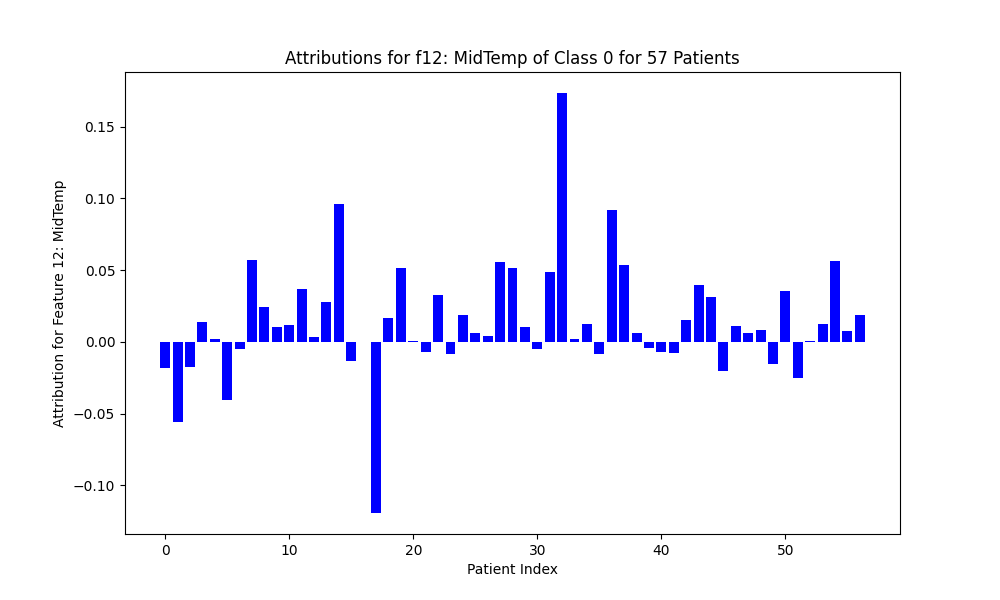 Attributions for f12: MidTemp of Class 0 for 57 Patients
Attribution for Feature 12: MidTemp
0.15
0.10
0.05
0.00
−0.05
−0.10
0 10 20 30 40 50
Patient Index